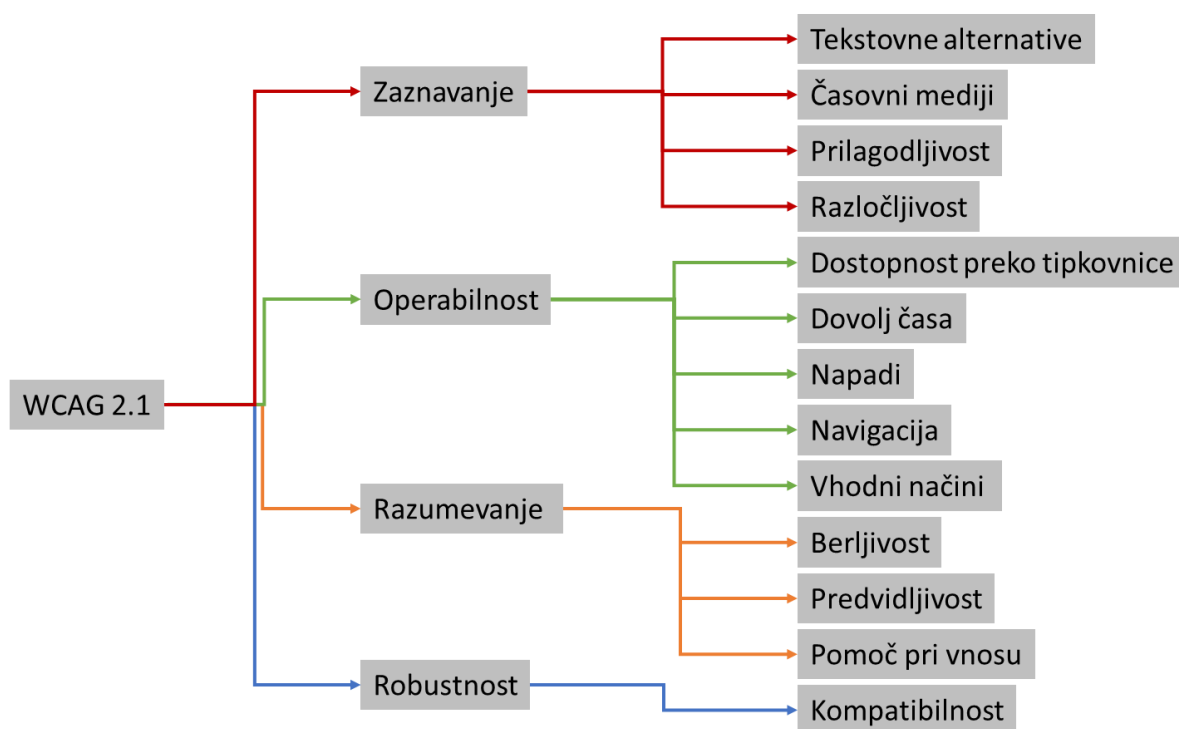 WCAG 2.1
Zaznavanje
Tekstovne alternative
Časovni mediji
Prilagodljivost
Razločljivost
Operabilnost
Dostopnost preko tipkovnice
Dovolj časa
Napadi
Navigacija
Vhodni načini
Razumevanje
Berljivost
Predvidljivost
Pomoč pri vnosu
Robustnost
Kompatibilnost